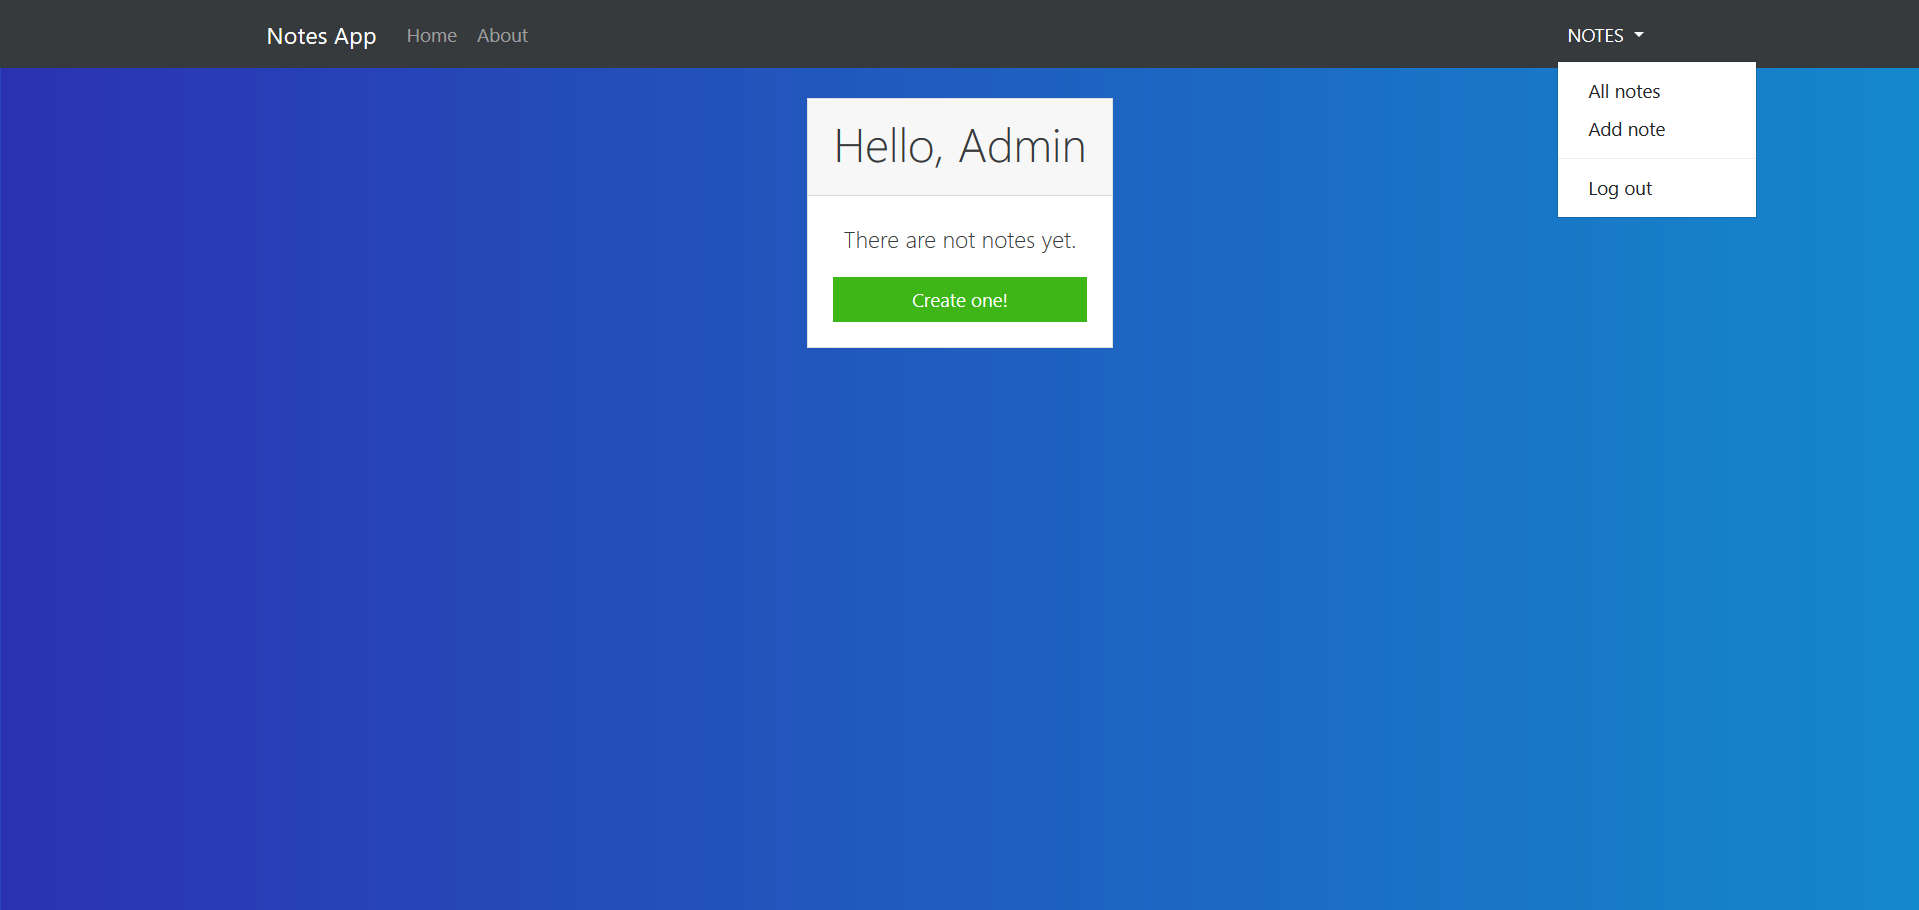 Notes App Home About NOTES
All notes
Add note
Log out
Hello, Admin
There are not notes yet.
Create one!